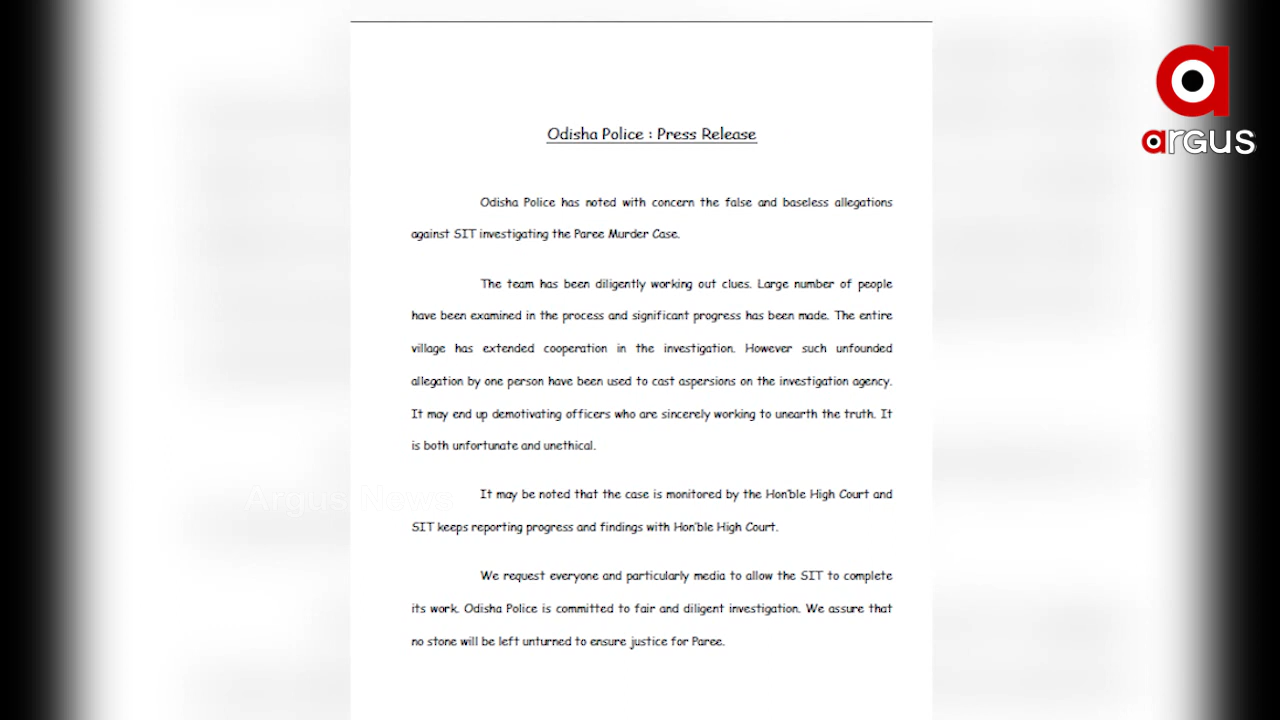 argus
Odisha Police : Press Release
Odisha Police has noted with concern the false and baseless allegations
against SIT investigating the Paree Murder Case.
The team has been diligently working out clues. Large number of people
have been examined in the process and significant progress has been made. The entire
village has extended cooperation in the investigation. However such unfounded
allegation by one person have been used to cast aspersions on the investigation agency.
It may end up demotivating officers who are sincerely working to unearth the truth. It
is both unfortunate and unethical.
Argus News
It may be noted that the case is monitored by the Hon'ble High Court and
SIT keeps reporting progress and findings with Hon'ble High Court.
We request everyone and particularly media to allow the SIT to complete
its work. Odisha Police is committed to fair and diligent investigation. We assure that
no stone will be left unturned to ensure justice for Paree.